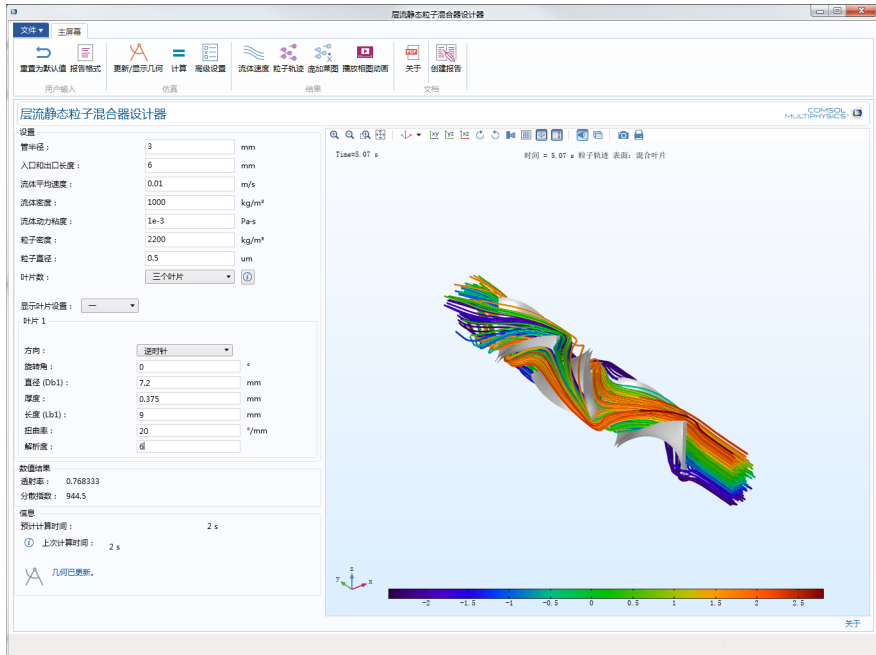 层流静态粒子混合器设计器
文件 主屏幕
重置为默认值 报告格式 更新/显示几何 计算 高级设置 流体速度 粒子轨迹 庞加莱图 播放相图动画 关于 创建报告
用户输入 仿真 结果 文档
层流静态粒子混合器设计器
COMSOL
MULTIPHYSICS®
设置
管半径： 3 mm
入口和出口长度： 6 mm
流体平均速度： 0.01 m/s
流体密度： 1000 kg/m³
流体动力粘度： 1e-3 Pa·s
粒子密度： 2200 kg/m³
粒子直径： 0.5 um
叶片数： 三个叶片
显示叶片设置： 一
叶片 1
方向： 逆时针
旋转角： 0 °
直径 (Db1)： 7.2 mm
厚度： 0.375 mm
长度 (Lb1)： 9 mm
扭曲率： 20 °/mm
解析度： 6
数值结果
透射率： 0.768333
分散指数： 944.5
信息
预计计算时间： 2 s
上次计算时间： 2 s
几何已更新。
xy yz xz
Time=5.07 s 时间 = 5.07 s 粒子轨迹 表面：混合叶片
z
y x
-2 -1.5 -1 -0.5 0 0.5 1 1.5 2 2.5
关于